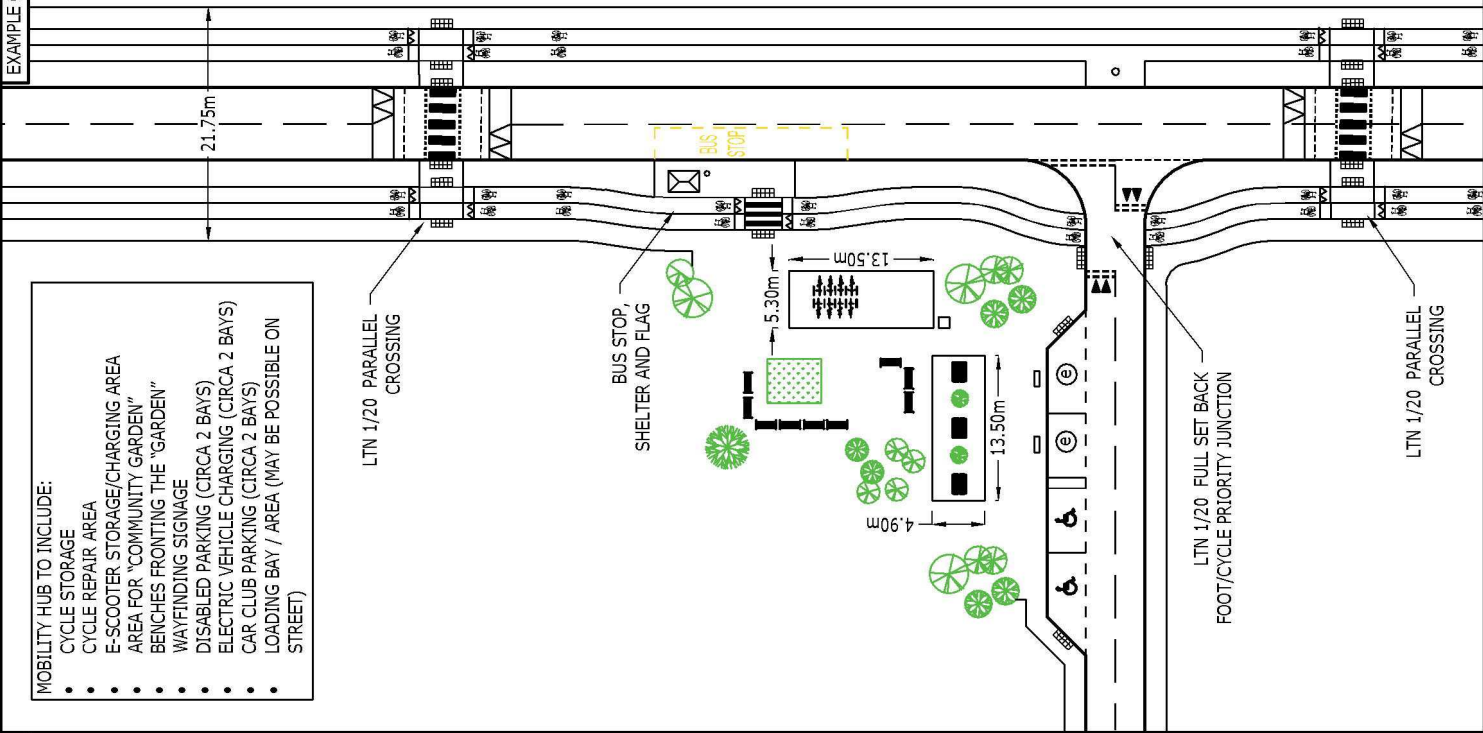 EXAMPLE
21.75m
MOBILITY HUB TO INCLUDE:
• CYCLE STORAGE
• CYCLE REPAIR AREA
• E-SCOOTER STORAGE/CHARGING AREA
• AREA FOR "COMMUNITY GARDEN"
• BENCHES FRONTING THE "GARDEN"
• WAYFINDING SIGNAGE
• DISABLED PARKING (CIRCA 2 BAYS)
• ELECTRIC VEHICLE CHARGING (CIRCA 2 BAYS)
• CAR CLUB PARKING (CIRCA 2 BAYS)
• LOADING BAY / AREA (MAY BE POSSIBLE ON
STREET)
LTN 1/20 PARALLEL
CROSSING
BUS STOP,
SHELTER AND FLAG
BUS
STOP
5.30m
13.50m
4.90m
13.50m
e
e
LTN 1/20 FULL SET BACK
FOOT/CYCLE PRIORITY JUNCTION
LTN 1/20 PARALLEL
CROSSING